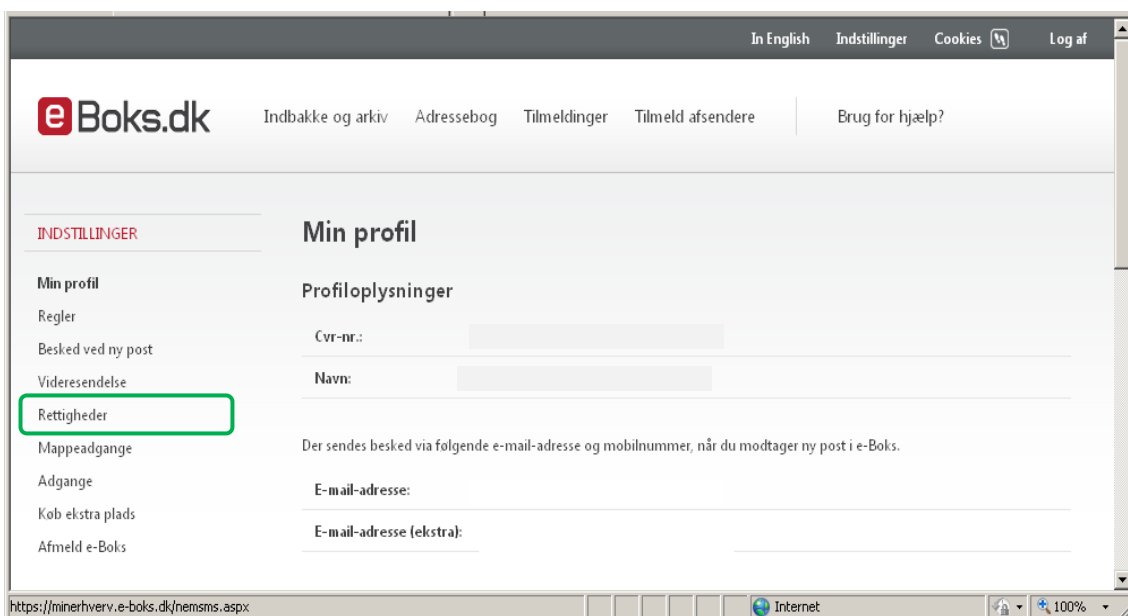 In English Indstillinger Cookies Log af
e Boks.dk Indbakke og arkiv Adressebog Tilmeldinger Tilmeld afsendere Brug for hjælp?
INDSTILLINGER
Min profil
Regler
Besked ved ny post
Videresendelse
Rettigheder
Mappeadgange
Adgange
Køb ekstra plads
Afmeld e-Boks
Min profil
Profiloplysninger
Cvr-nr.:
Navn:
Der sendes besked via følgende e-mail-adresse og mobilnummer, når du modtager ny post i e-Boks.
E-mail-adresse:
E-mail-adresse (ekstra):
https://minerhverv.e-boks.dk/nemsms.aspx Internet 100%